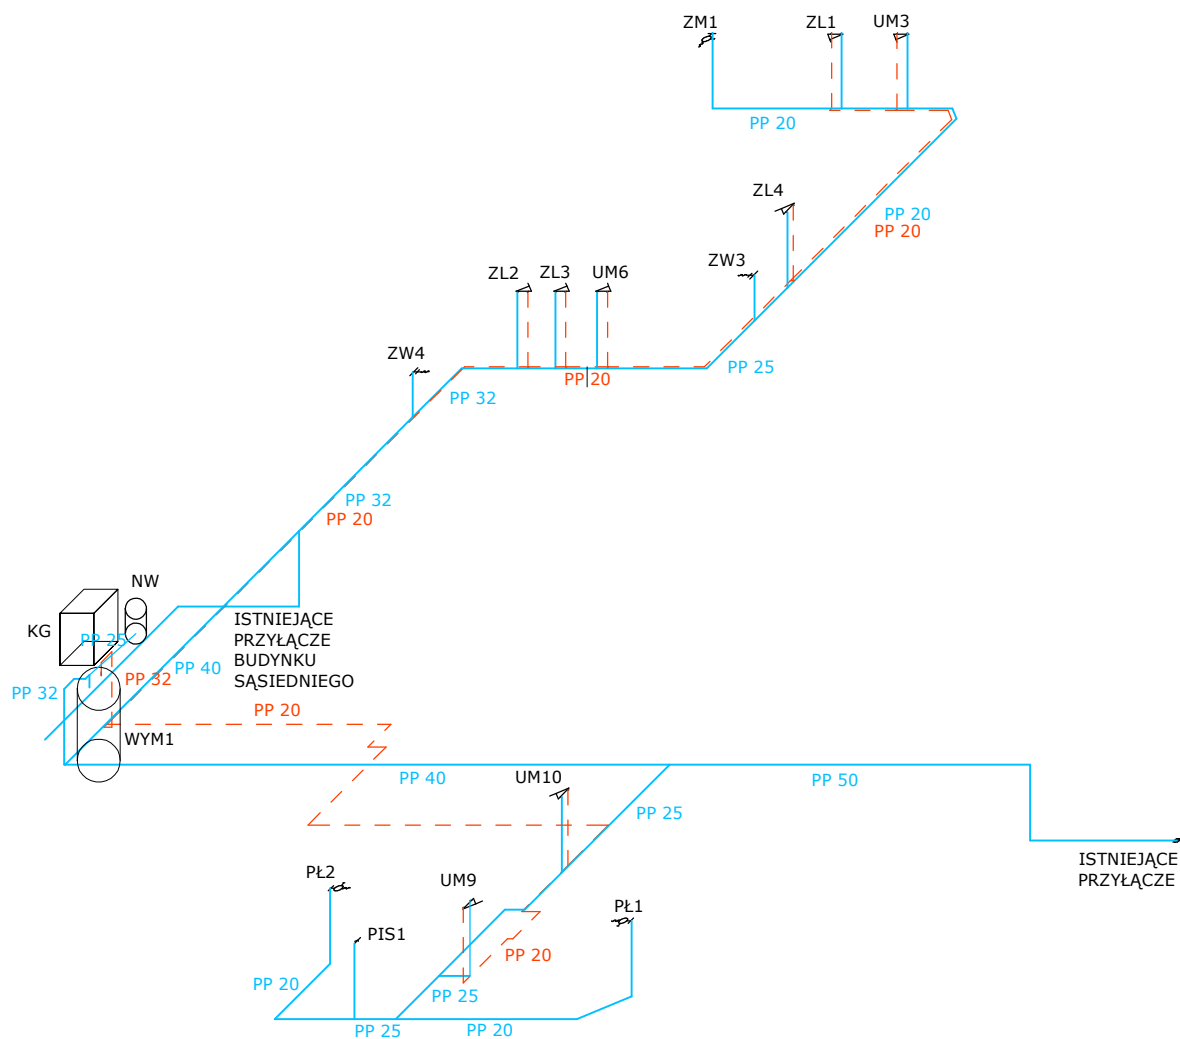 ZM1
ZL1
UM3
PP 20
ZL4
PP 20
PP 20
ZW3
ZL2
ZL3
UM6
ZW4
PP 25
PP 20
PP 32
PP 32
PP 20
NW
KG
PP 25
ISTNIEJĄCE
PRZYŁĄCZE
BUDYNKU
SĄSIEDNIEGO
PP 40
PP 32
PP 32
PP 20
WYM1
PP 40
UM10
PP 50
PP 25
ISTNIEJĄCE
PRZYŁĄCZE
PŁ2
UM9
PŁ1
PIS1
PP 20
PP 20
PP 25
PP 25
PP 20